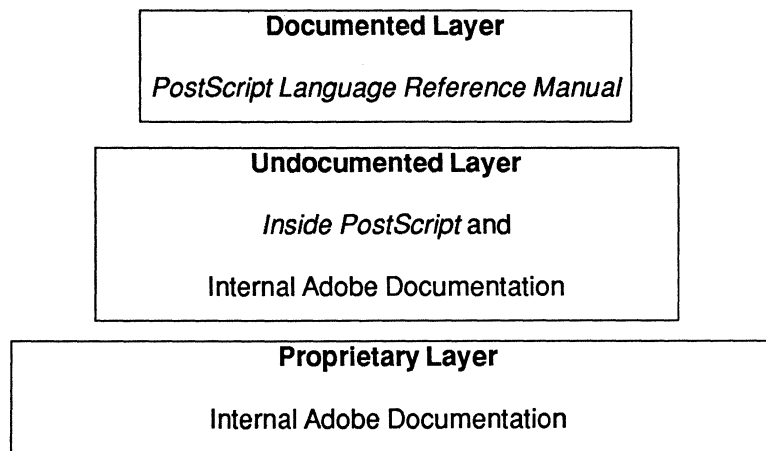 Documented Layer
PostScript Language Reference Manual
Undocumented Layer
Inside PostScript and
Internal Adobe Documentation
Proprietary Layer
Internal Adobe Documentation